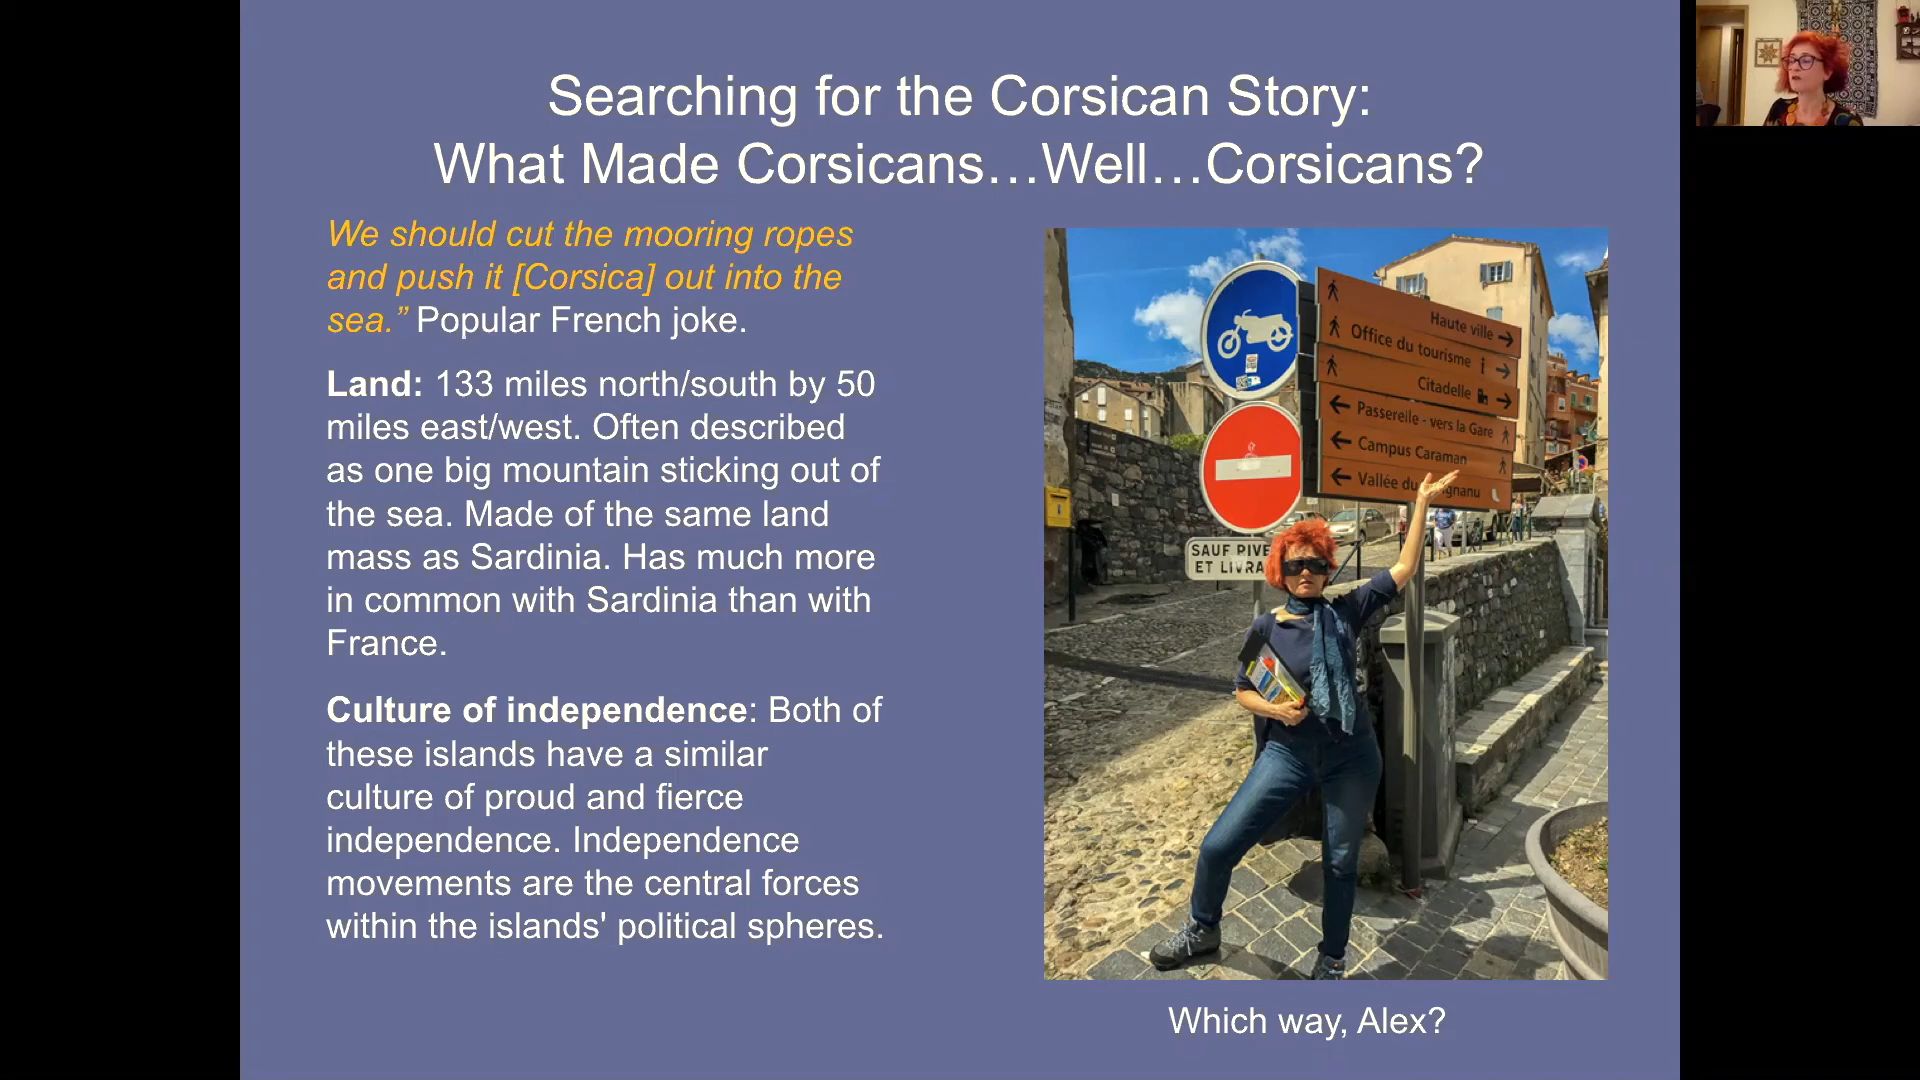 Searching for the Corsican Story:
What Made Corsicans…Well…Corsicans?
We should cut the mooring ropes
and push it [Corsica] out into the
sea.” Popular French joke.
Land: 133 miles north/south by 50
miles east/west. Often described
as one big mountain sticking out of
the sea. Made of the same land
mass as Sardinia. Has much more
in common with Sardinia than with
France.
Culture of independence: Both of
these islands have a similar
culture of proud and fierce
independence. Independence
movements are the central forces
within the islands' political spheres.
Haute ville
Office du tourisme
Citadelle
Passerelle - vers la Gare
Campus Caraman
Vallée du
SAUF RIVE
ET LIVRA
Which way, Alex?